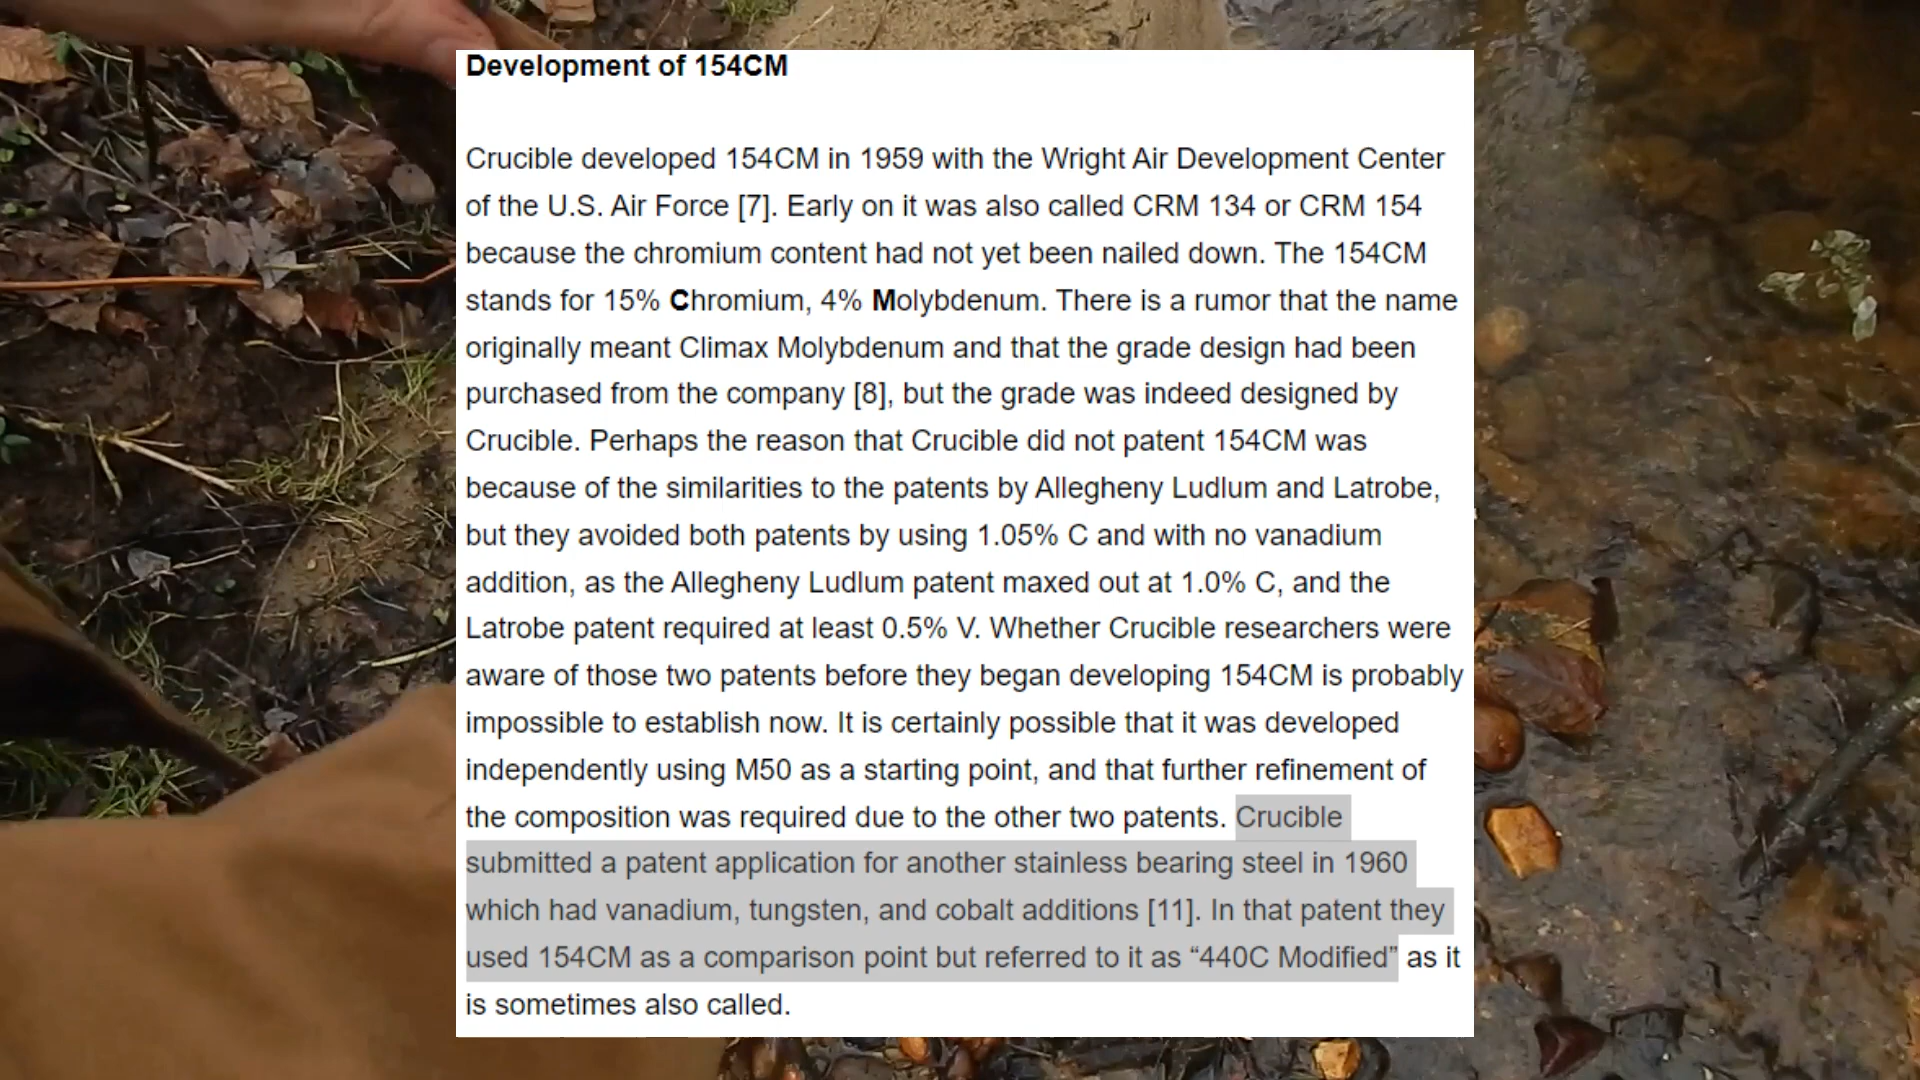 Development of 154CM
Crucible developed 154CM in 1959 with the Wright Air Development Center
of the U.S. Air Force [7]. Early on it was also called CRM 134 or CRM 154
because the chromium content had not yet been nailed down. The 154CM
stands for 15% Chromium, 4% Molybdenum. There is a rumor that the name
originally meant Climax Molybdenum and that the grade design had been
purchased from the company [8], but the grade was indeed designed by
Crucible. Perhaps the reason that Crucible did not patent 154CM was
because of the similarities to the patents by Allegheny Ludlum and Latrobe,
but they avoided both patents by using 1.05% C and with no vanadium
addition, as the Allegheny Ludlum patent maxed out at 1.0% C, and the
Latrobe patent required at least 0.5% V. Whether Crucible researchers were
aware of those two patents before they began developing 154CM is probably
impossible to establish now. It is certainly possible that it was developed
independently using M50 as a starting point, and that further refinement of
the composition was required due to the other two patents. Crucible
submitted a patent application for another stainless bearing steel in 1960
which had vanadium, tungsten, and cobalt additions [11]. In that patent they
used 154CM as a comparison point but referred to it as “440C Modified” as it
is sometimes also called.